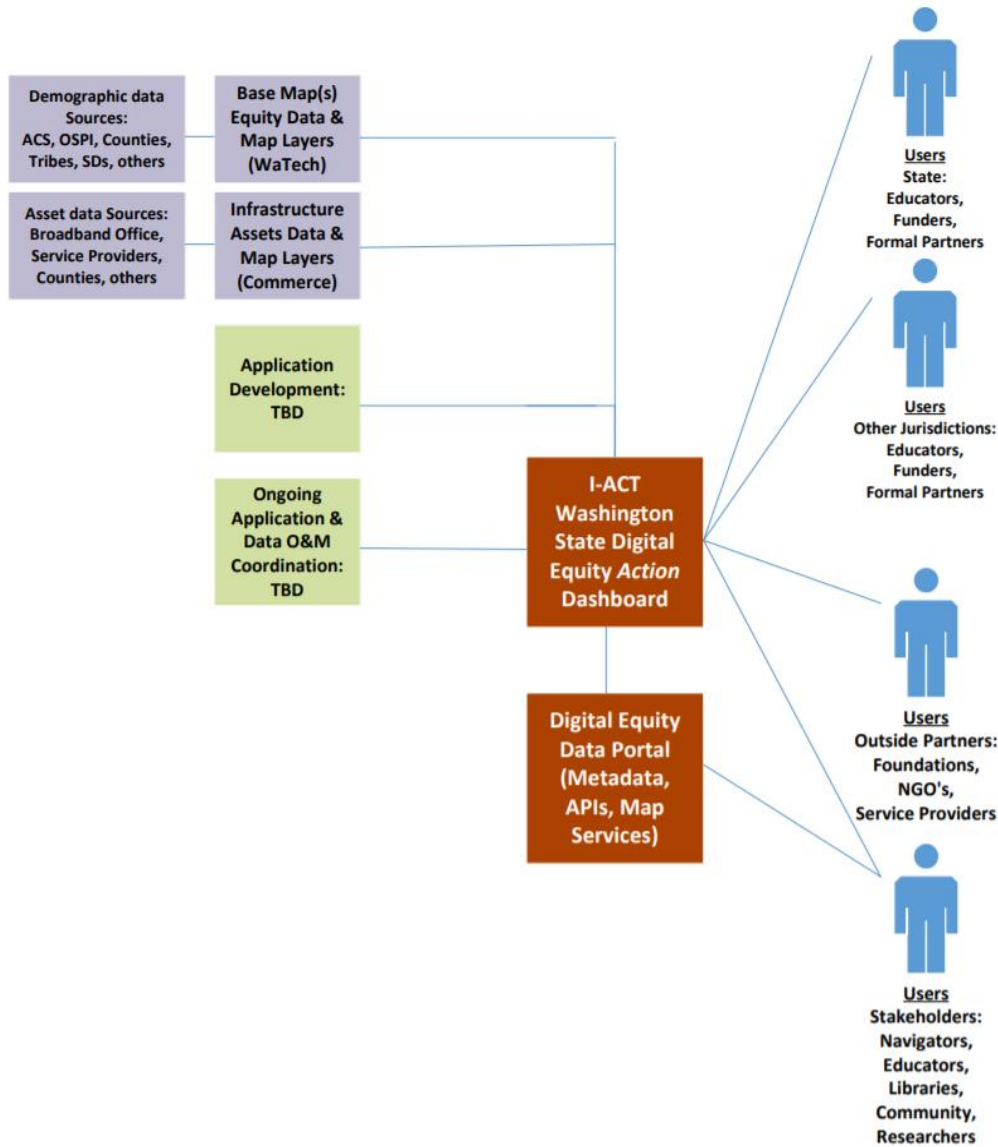 Demographic data
Sources:
ACS, OSPI, Counties,
Tribes, SDs, others
Base Map(s)
Equity Data &
Map Layers
(WaTech)
Asset data Sources:
Broadband Office,
Service Providers,
Counties, others
Infrastructure
Assets Data &
Map Layers
(Commerce)
Application
Development:
TBD
Ongoing
Application &
Data O&M
Coordination:
TBD
I-ACT
Washington
State Digital
Equity Action
Dashboard
Digital Equity
Data Portal
(Metadata,
APIs, Map
Services)
Users
State:
Educators,
Funders,
Formal Partners
Users
Other Jurisdictions:
Educators,
Funders,
Formal Partners
Users
Outside Partners:
Foundations,
NGO's,
Service Providers
Users
Stakeholders:
Navigators,
Educators,
Libraries,
Community,
Researchers